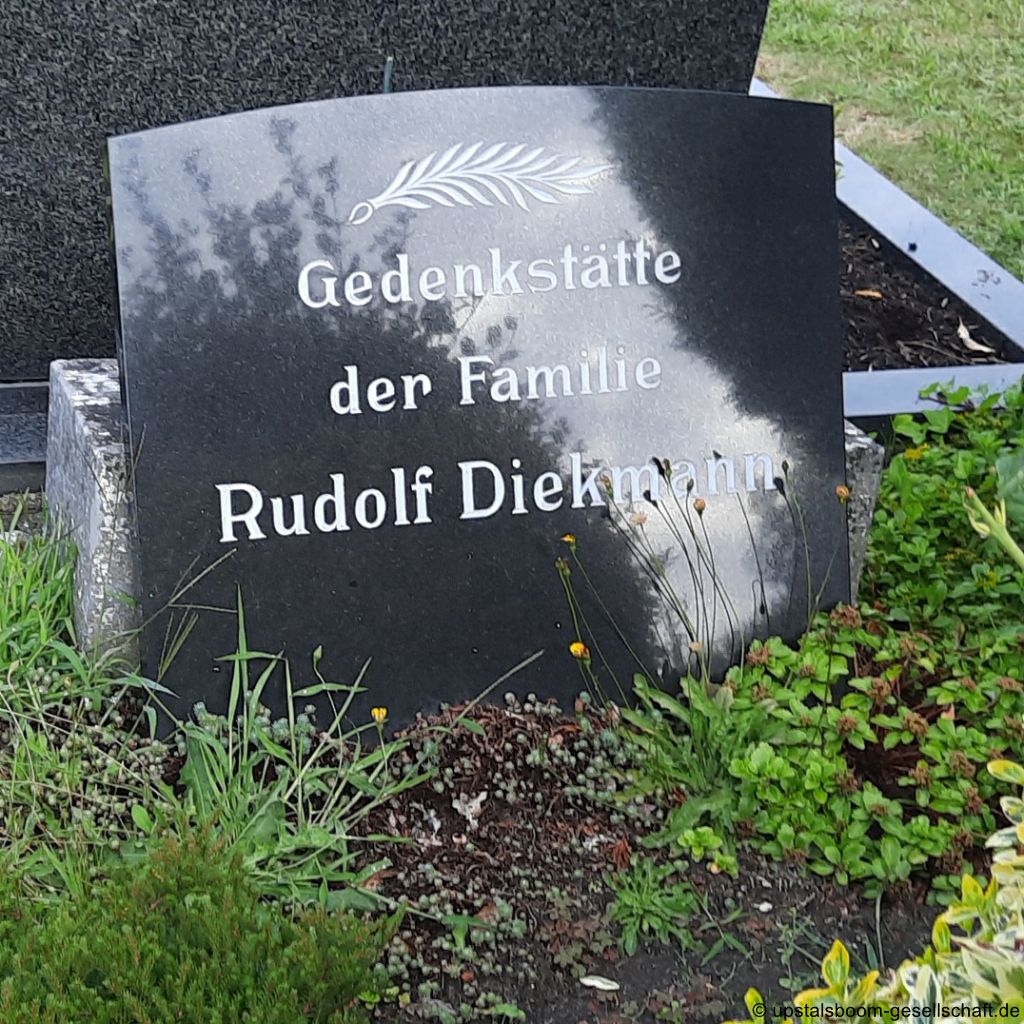 Gedenkstätte
der Familie
Rudolf Diekmann
© upstalsboom-gesellschaft.de